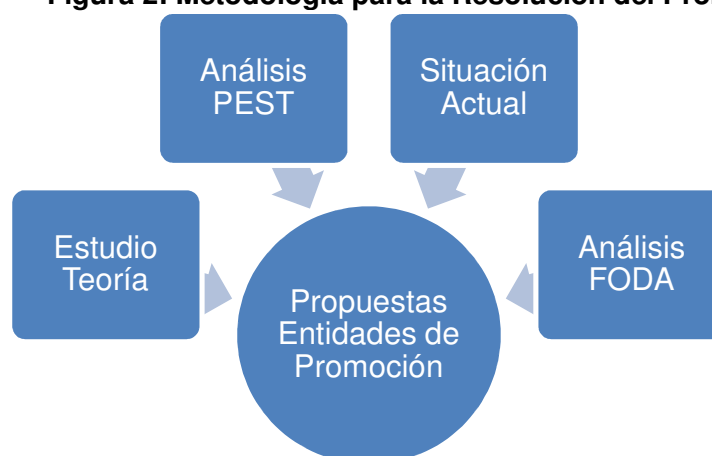 Figura 2. Metodología para la Resolución del
Análisis
PEST
Situación
Actual
Estudio
Teoría
Análisis
FODA
Propuestas
Entidades de
Promoción